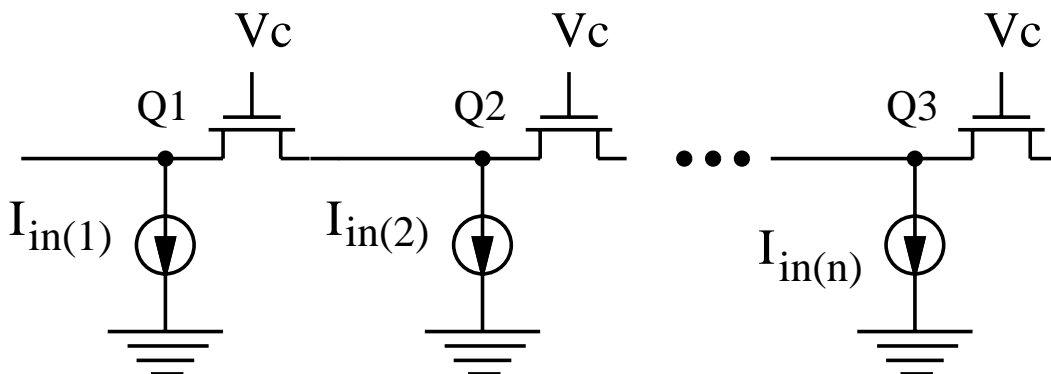 Vc Vc Vc
Q1 Q2 Q3
I_in(1) I_in(2) I_in(n)